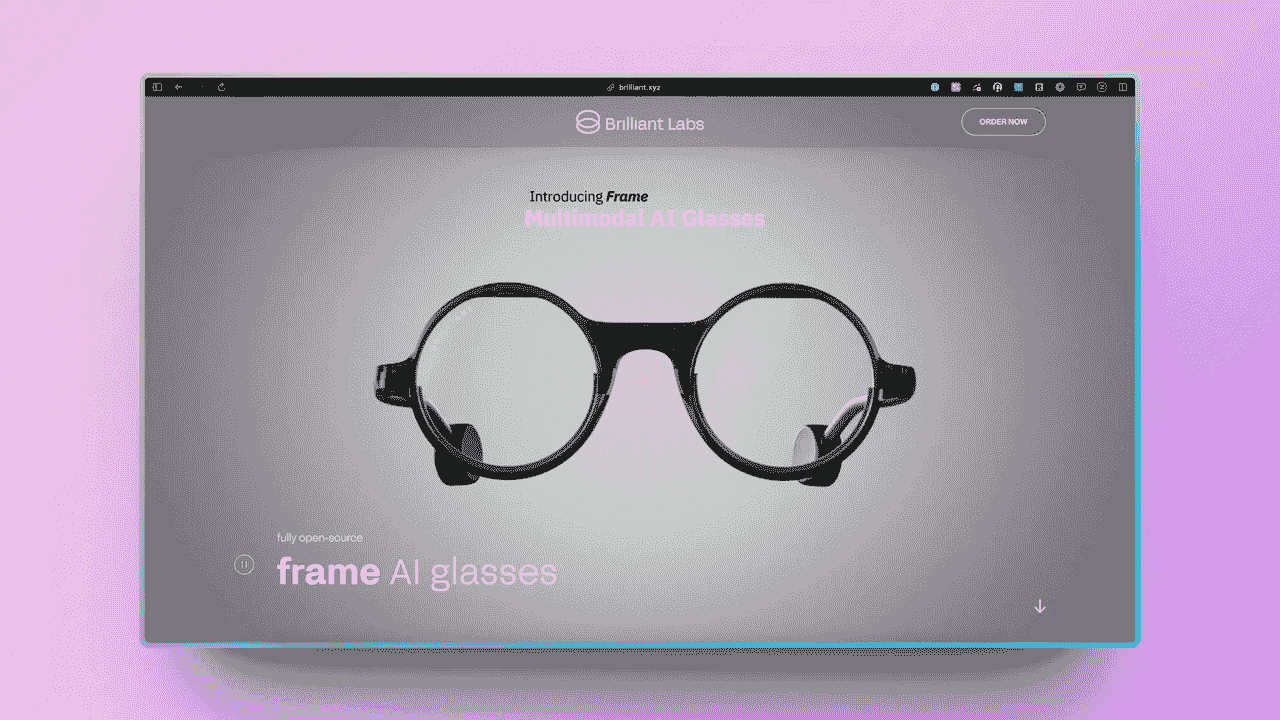 brilliant.xyz
Brilliant Labs
ORDER NOW
Introducing Frame
Multimodal AI Glasses
fully open-source
frame AI glasses